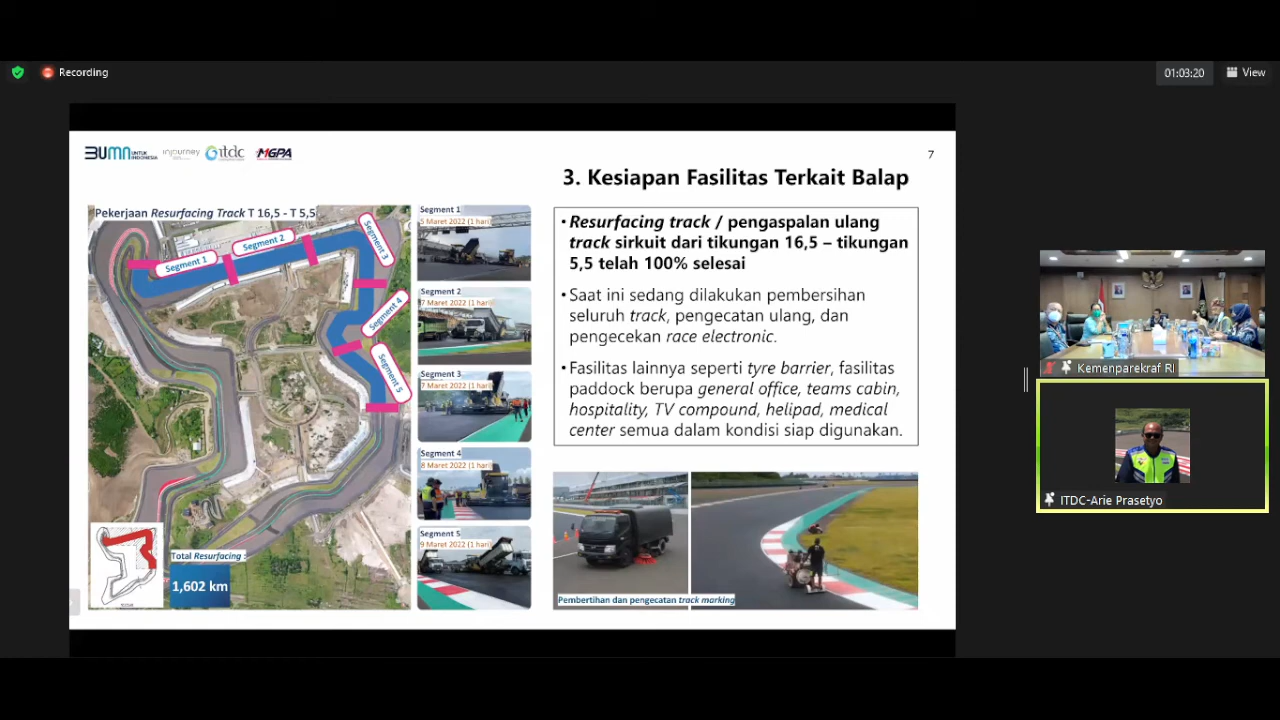 Recording
01:03:20
View
BUMN UNTUK INDONESIA
injourney
itdc
MGPA
7
3. Kesiapan Fasilitas Terkait Balap
Pekerjaan Resurfacing Track T 16,5 - T 5,5
Segment 1
Segment 2
Segment 3
Segment 4
Segment 5
Total Resurfacing :
1,602 km
Segment 1
5 Maret 2022 (1 hari)
Segment 2
7 Maret 2022 (1 hari)
Segment 3
7 Maret 2022 (1 hari)
Segment 4
8 Maret 2022 (1 hari)
Segment 5
9 Maret 2022 (1 hari)
• Resurfacing track / pengaspalan ulang
track sirkuit dari tikungan 16,5 – tikungan
5,5 telah 100% selesai
• Saat ini sedang dilakukan pembersihan
seluruh track, pengecatan ulang, dan
pengecekan race electronic.
• Fasilitas lainnya seperti tyre barrier, fasilitas
paddock berupa general office, teams cabin,
hospitality, TV compound, helipad, medical
center semua dalam kondisi siap digunakan.
Pembertihan dan pengecatan track marking
Kemenparekraf RI
ITDC-Arie Prasetyo